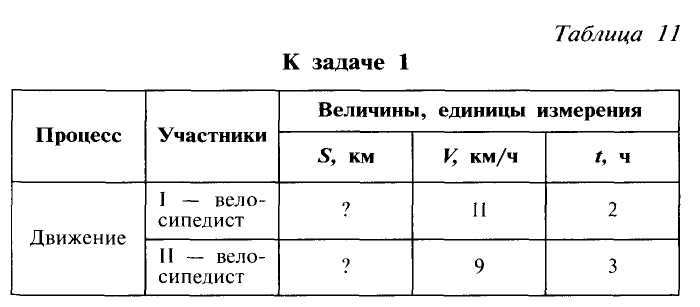 Таблица 11
К задаче 1
Процесс
Участники
Величины, единицы измерения
S, км
V, км/ч
t, ч
Движение
I — вело-
сипедист
?
11
2
II — вело-
сипедист
?
9
3